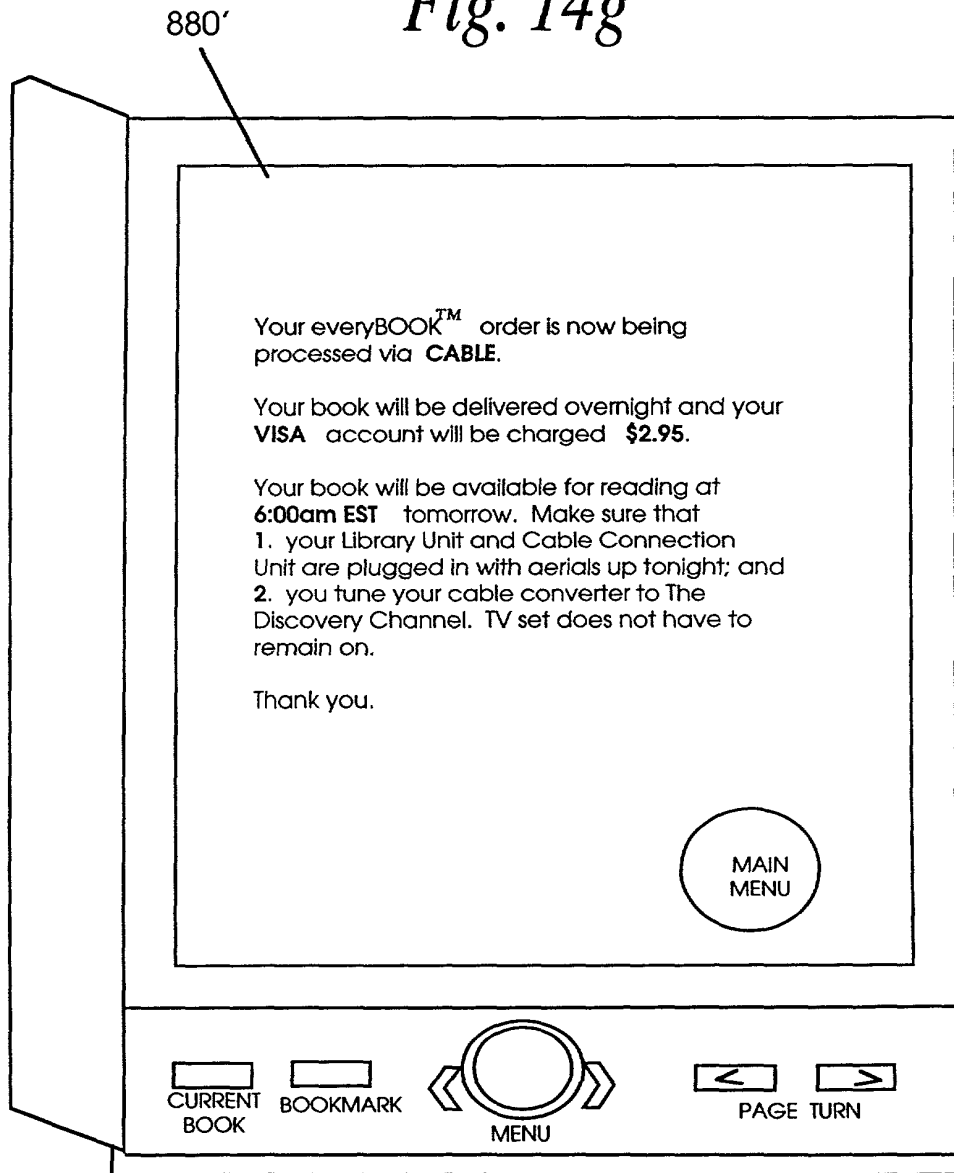 880′
Fig. 14g
Your everyBOOK™ order is now being
processed via CABLE.
Your book will be delivered overnight and your
VISA account will be charged $2.95.
Your book will be available for reading at
6:00am EST tomorrow. Make sure that
1. your Library Unit and Cable Connection
Unit are plugged in with aerials up tonight; and
2. you tune your cable converter to The
Discovery Channel. TV set does not have to
remain on.
Thank you.
MAIN
MENU
CURRENT
BOOK
BOOKMARK
MENU
< >
PAGE TURN